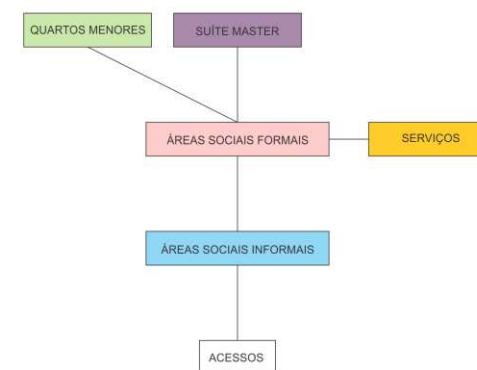 QUARTOS MENORES
SUÍTE MASTER
ÁREAS SOCIAIS FORMAIS
SERVIÇOS
ÁREAS SOCIAIS INFORMAIS
ACESSOS